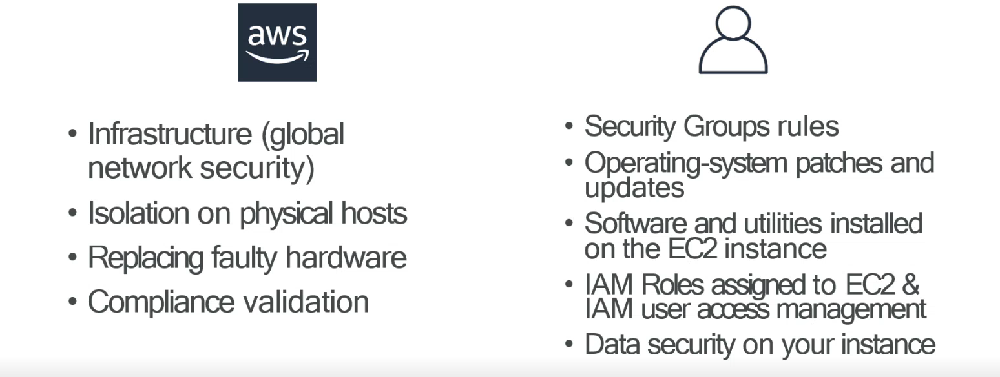 aws
• Infrastructure (global
network security)
• Isolation on physical hosts
• Replacing faulty hardware
• Compliance validation
• Security Groups rules
• Operating-system patches and
updates
• Software and utilities installed
on the EC2 instance
• IAM Roles assigned to EC2 &
IAM user access management
• Data security on your instance